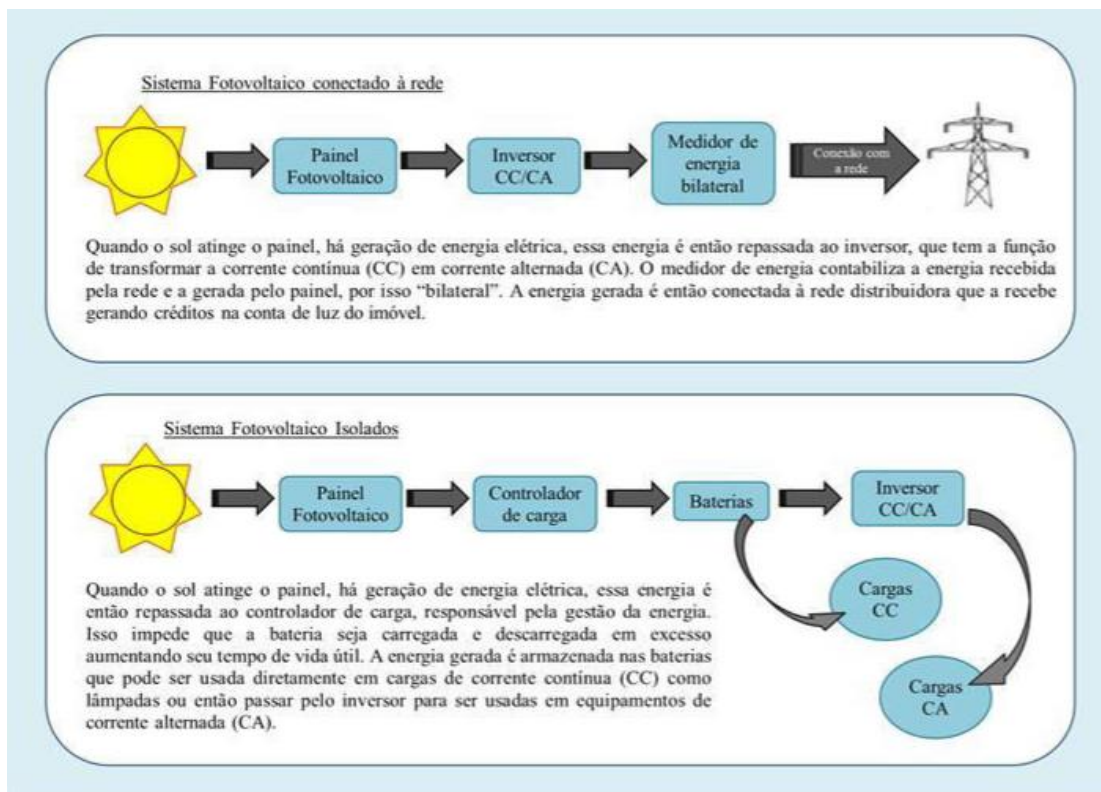 Sistema Fotovoltaico conectado à rede
Painel
Fotovoltaico
Inversor
CC/CA
Medidor de
energia
bilateral
Conexão com
a rede
Quando o sol atinge o painel, há geração de energia elétrica, essa energia é então repassada ao inversor, que tem a função
de transformar a corrente contínua (CC) em corrente alternada (CA). O medidor de energia contabiliza a energia recebida
pela rede e a gerada pelo painel, por isso “bilateral”. A energia gerada é então conectada à rede distribuidora que a recebe
gerando créditos na conta de luz do imóvel.
Sistema Fotovoltaico Isolados
Painel
Fotovoltaico
Controlador
de carga
Baterias
Inversor
CC/CA
Cargas
CC
Cargas
CA
Quando o sol atinge o painel, há geração de energia elétrica, essa energia é
então repassada ao controlador de carga, responsável pela gestão da energia.
Isso impede que a bateria seja carregada e descarregada em excesso
aumentando seu tempo de vida útil. A energia gerada é armazenada nas baterias
que pode ser usada diretamente em cargas de corrente contínua (CC) como
lâmpadas ou então passar pelo inversor para ser usadas em equipamentos de
corrente alternada (CA).